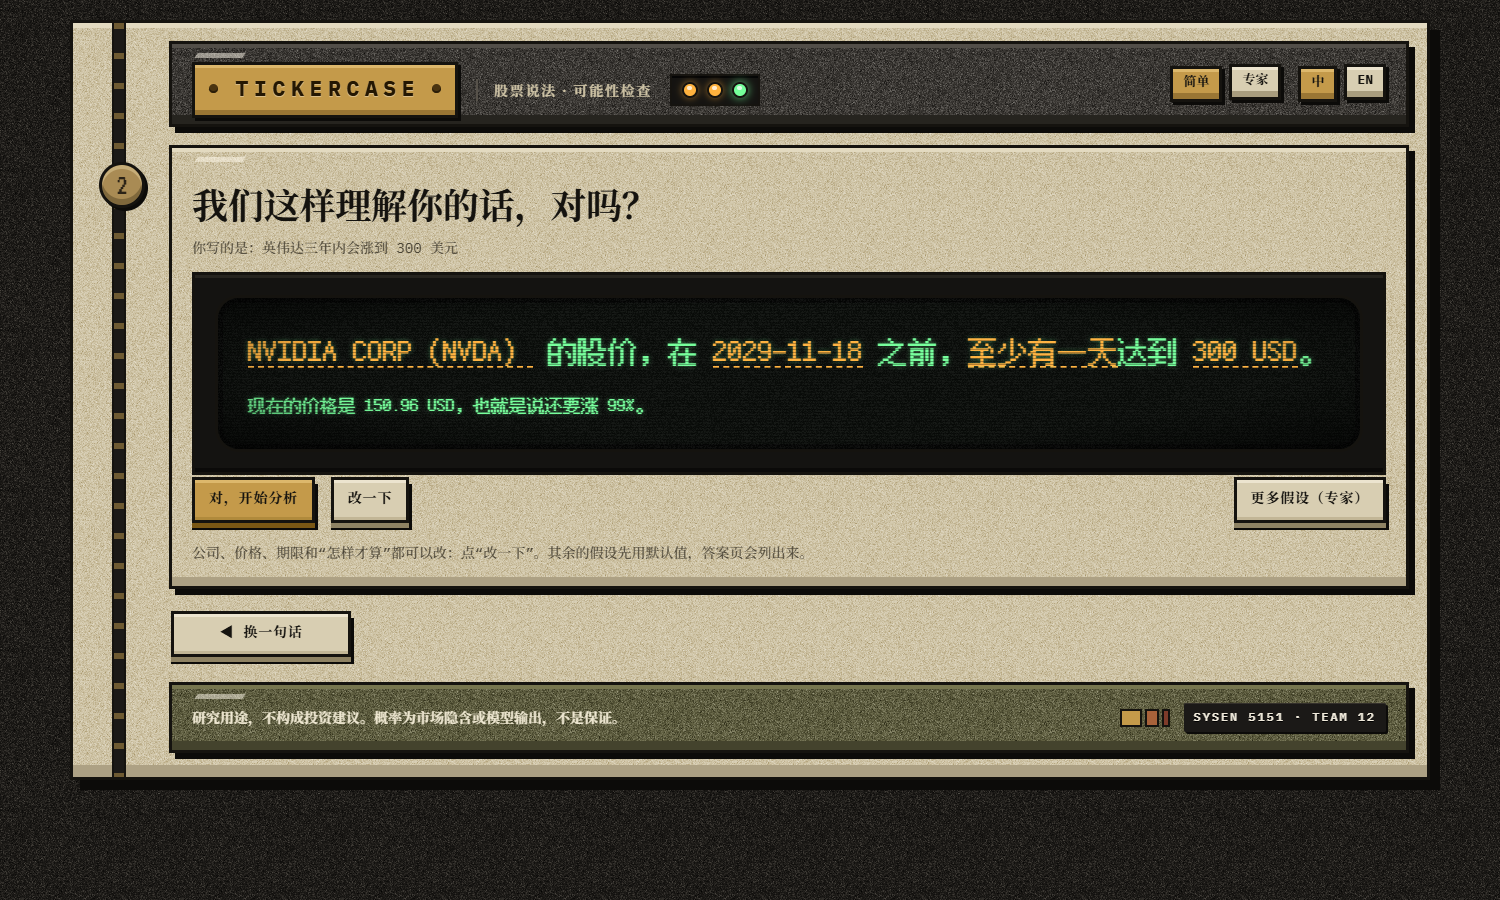 TICKERCASE
股票说法 · 可能性检查
简单 专家 中 EN
2
我们这样理解你的话，对吗？
你写的是：英伟达三年内会涨到 300 美元
NVIDIA CORP (NVDA) 的股价，在 2029-11-18 之前，至少有一天达到 300 USD。
现在的价格是 150.96 USD，也就是说还要涨 99%。
对，开始分析 改一下 更多假设（专家）
公司、价格、期限和“怎样才算”都可以改：点“改一下”。其余的假设先用默认值，答案页会列出来。
◀ 换一句话
研究用途，不构成投资建议。概率为市场隐含或模型输出，不是保证。
SYSEN 5151 · TEAM 12